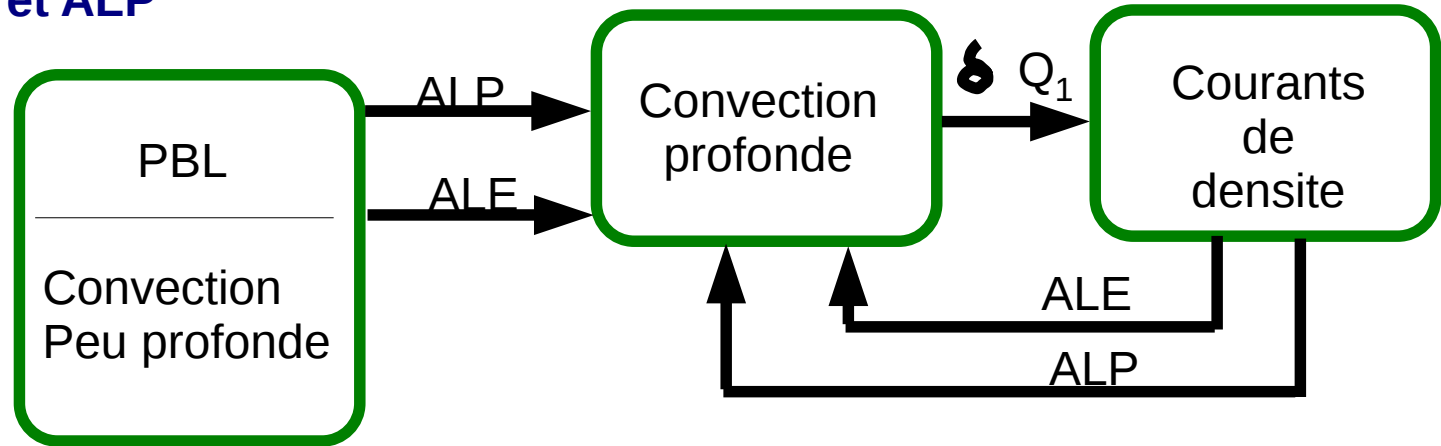 et ALP
PBL
Convection
Peu profonde
ALP
ALE
Convection
profonde
δ Q₁
Courants
de
densite
ALE
ALP